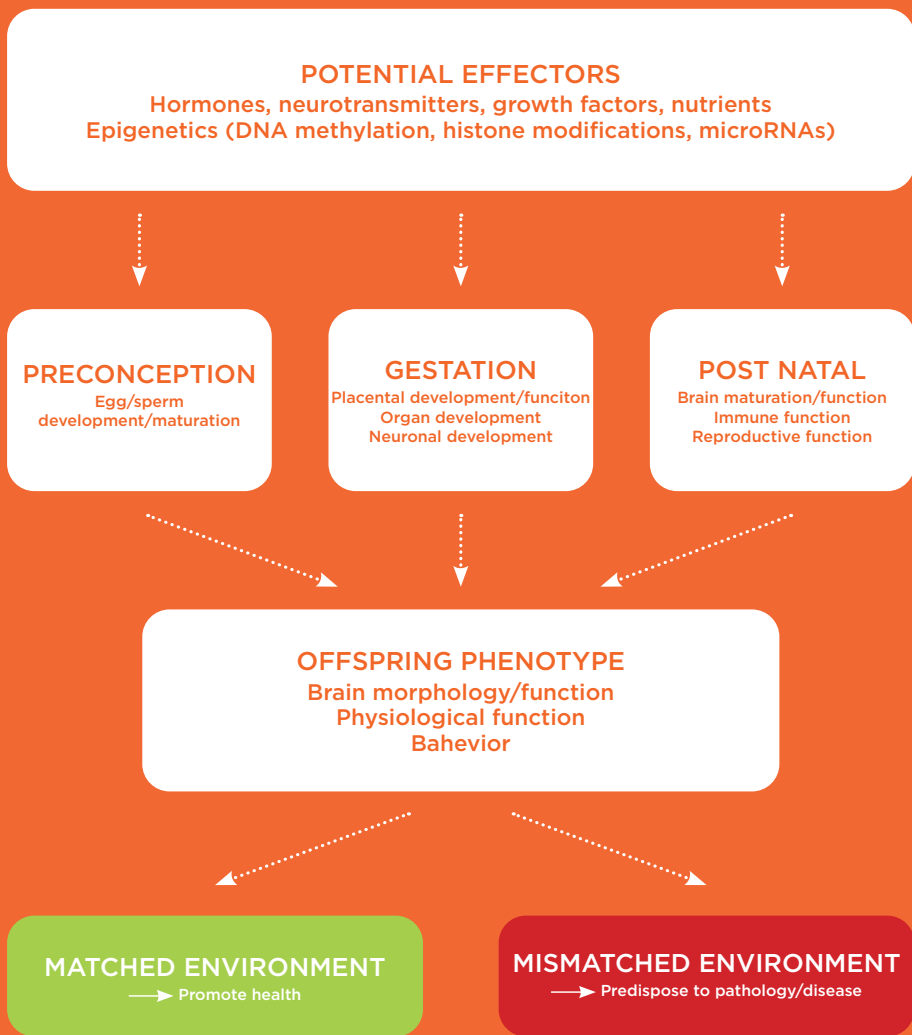 POTENTIAL EFFECTORS
Hormones, neurotransmitters, growth factors, nutrients
Epigenetics (DNA methylation, histone modifications, microRNAs)
PRECONCEPTION
Egg/sperm
development/maturation
GESTATION
Placental development/funciton
Organ development
Neuronal development
POST NATAL
Brain maturation/function
Immune function
Reproductive function
OFFSPRING PHENOTYPE
Brain morphology/function
Physiological function
Bahevior
MATCHED ENVIRONMENT
Promote health
MISMATCHED ENVIRONMENT
Predispose to pathology/disease